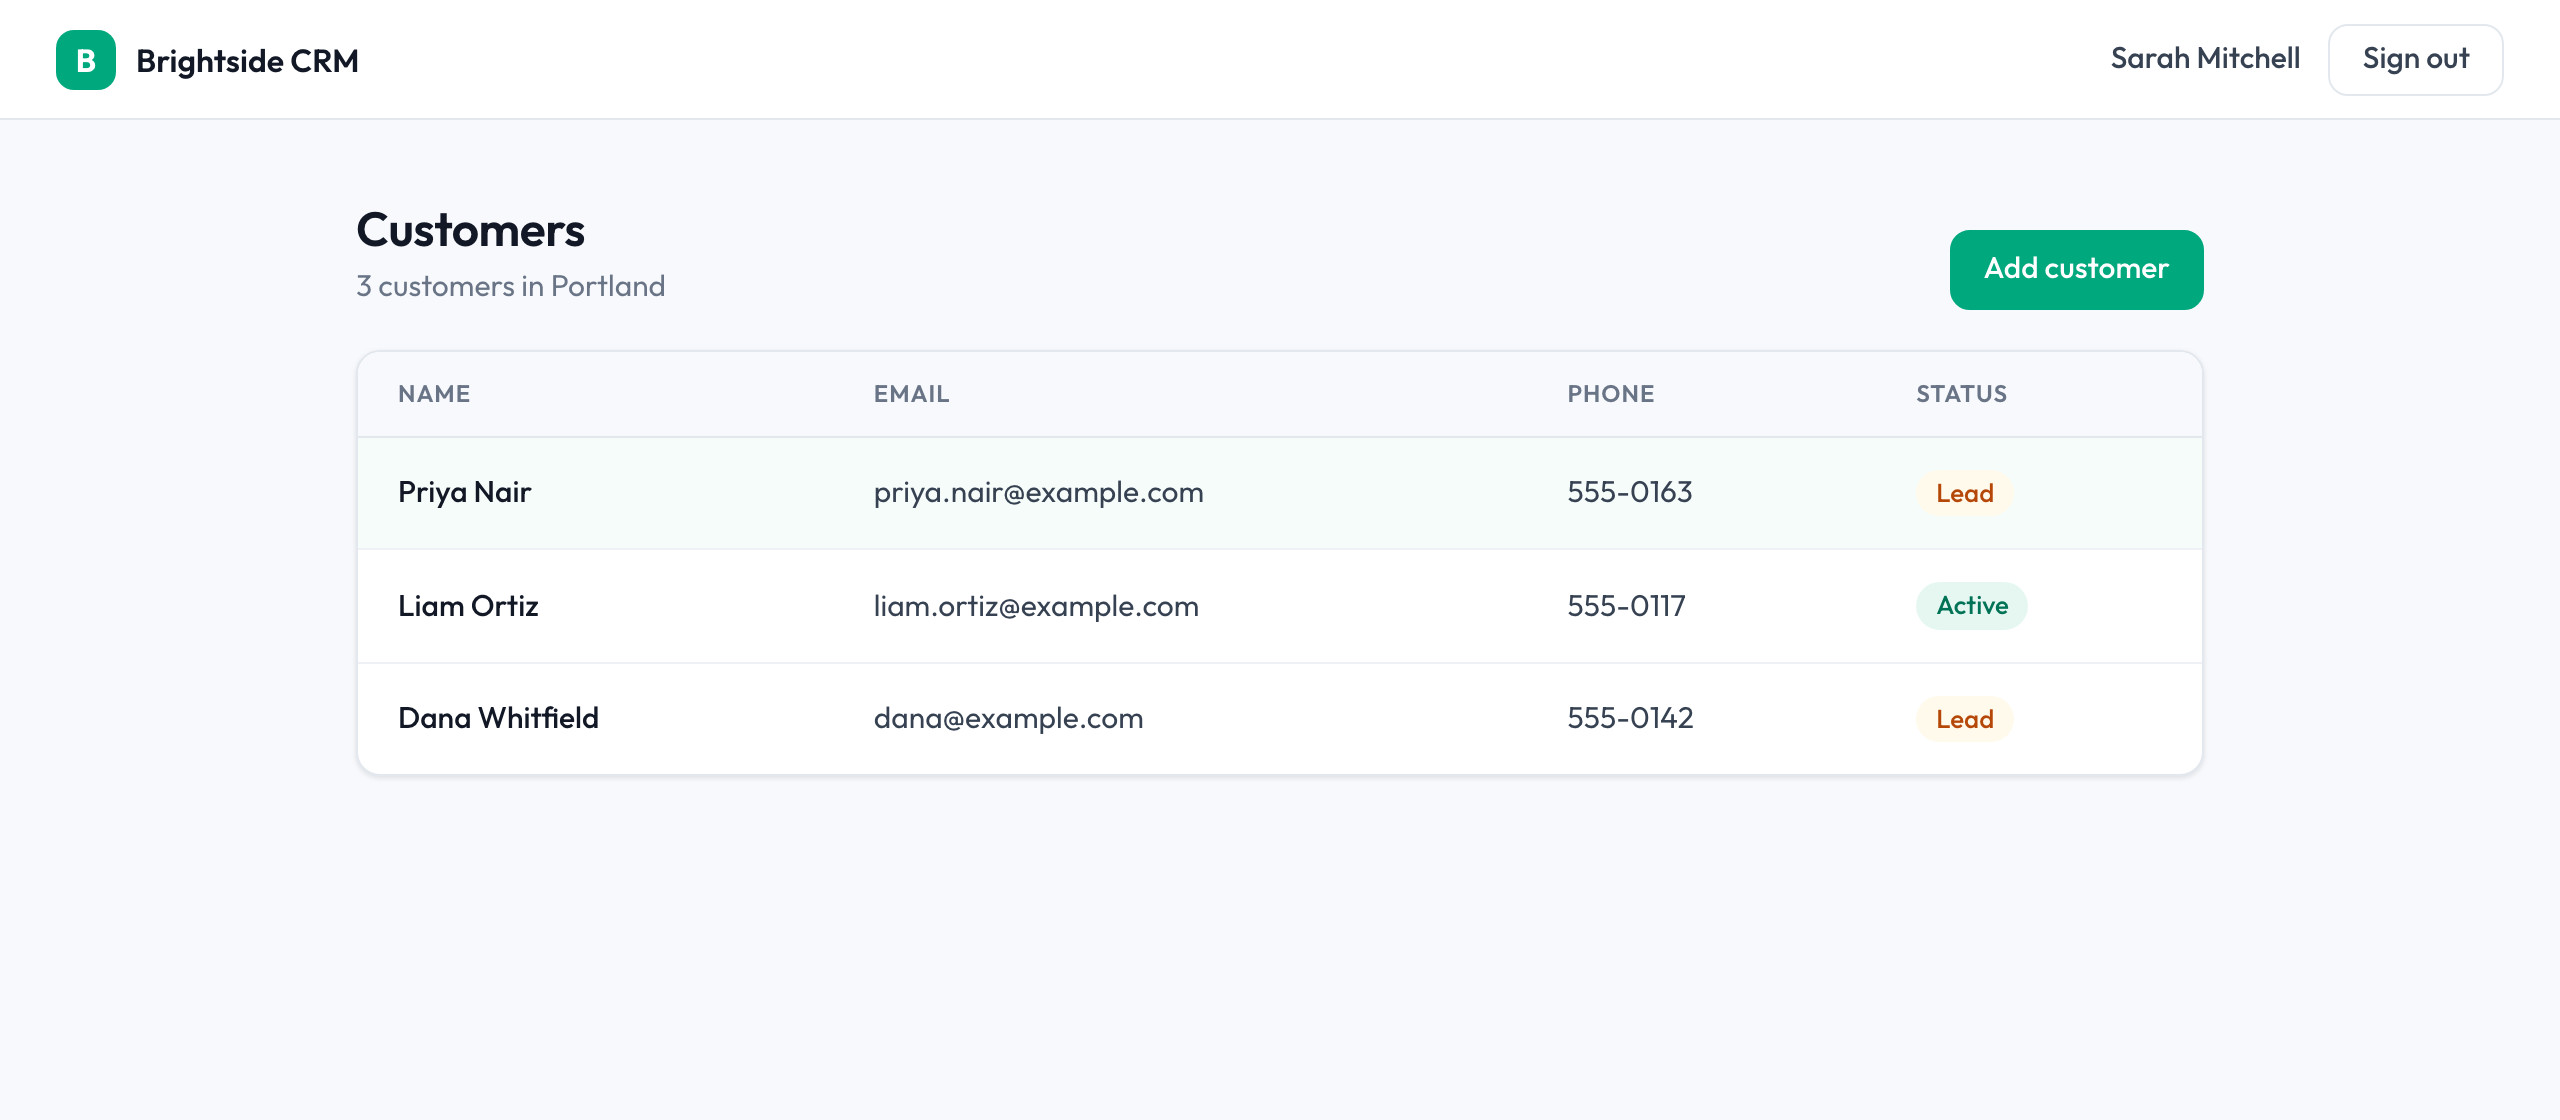 B Brightside CRM Sarah Mitchell Sign out
Customers
3 customers in Portland
Add customer
NAME EMAIL PHONE STATUS
Priya Nair priya.nair@example.com 555-0163 Lead
Liam Ortiz liam.ortiz@example.com 555-0117 Active
Dana Whitfield dana@example.com 555-0142 Lead